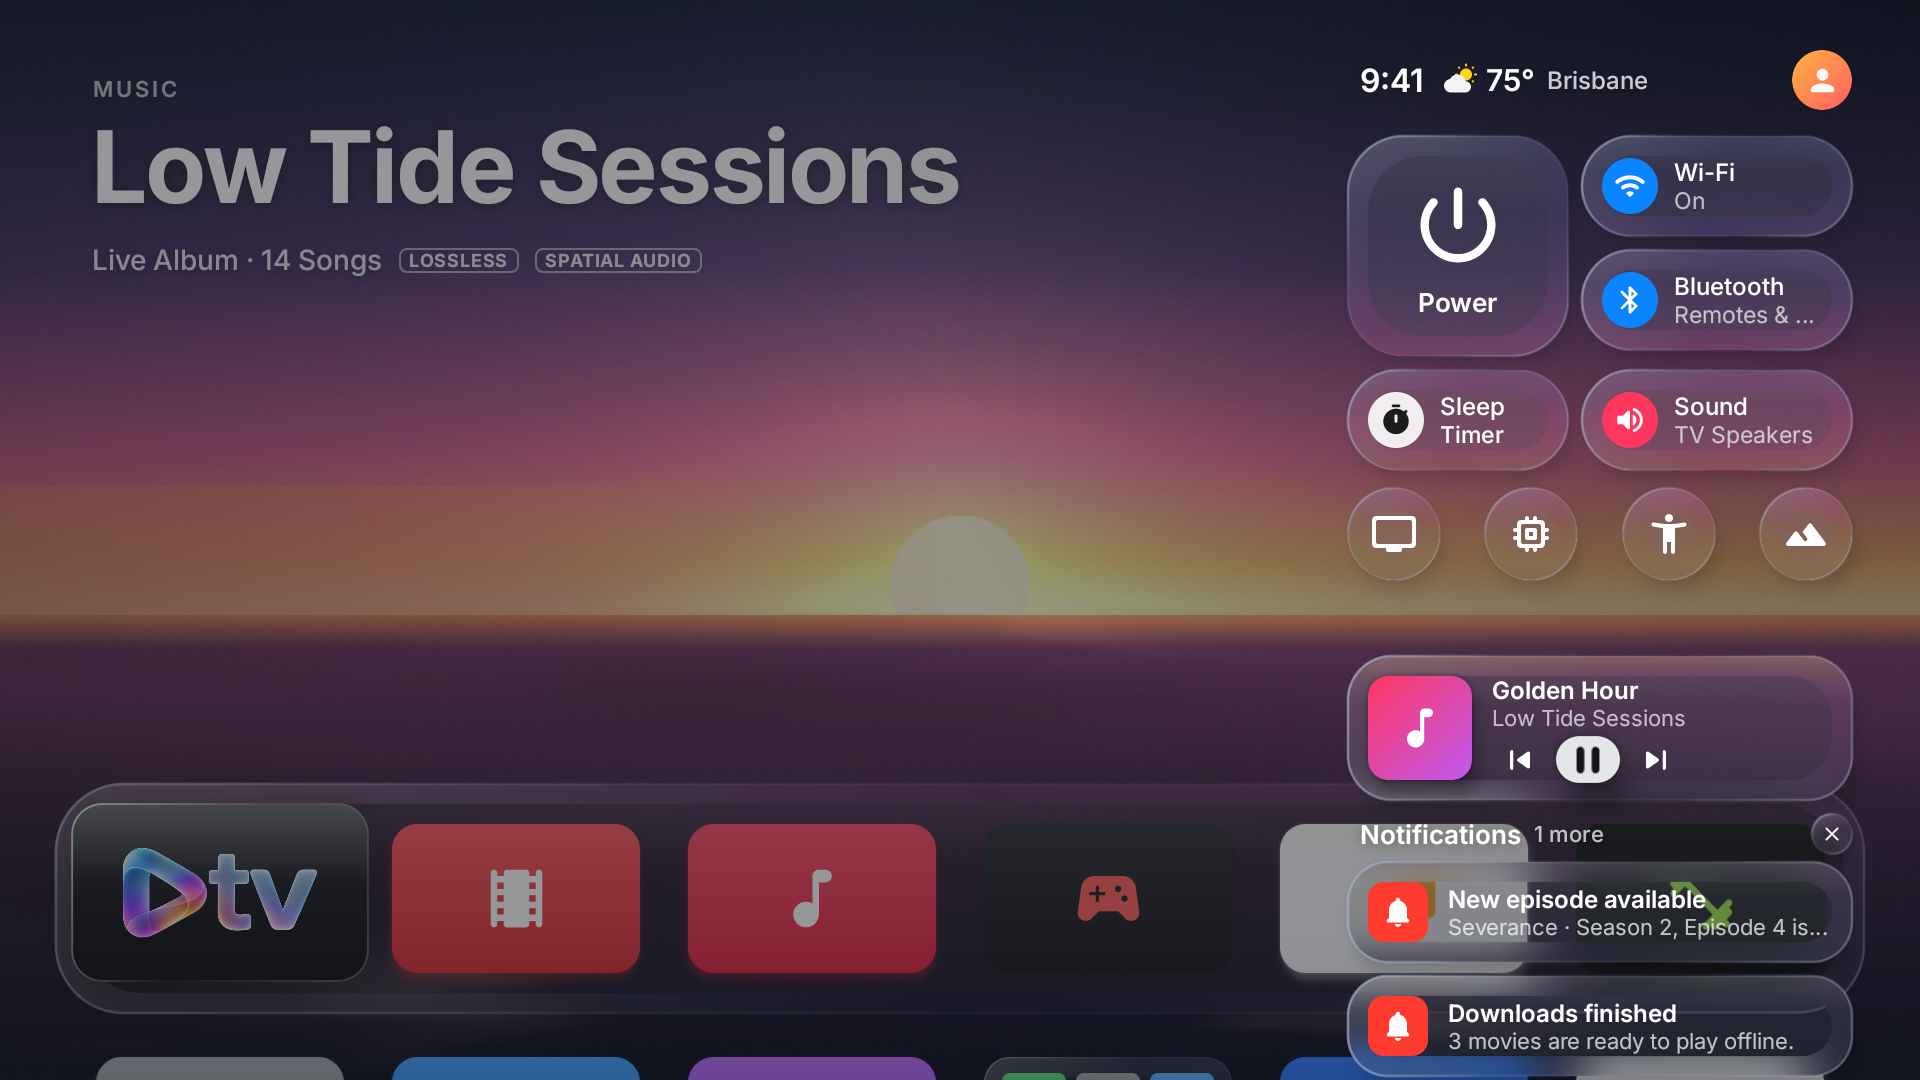 MUSIC
Low Tide Sessions
Live Album · 14 Songs LOSSLESS SPATIAL AUDIO
9:41 75° Brisbane
Power
Wi-Fi
On
Bluetooth
Remotes & ...
Sleep
Timer
Sound
TV Speakers
Golden Hour
Low Tide Sessions
Notifications 1 more
New episode available
Severance · Season 2, Episode 4 is...
Downloads finished
3 movies are ready to play offline.
tv